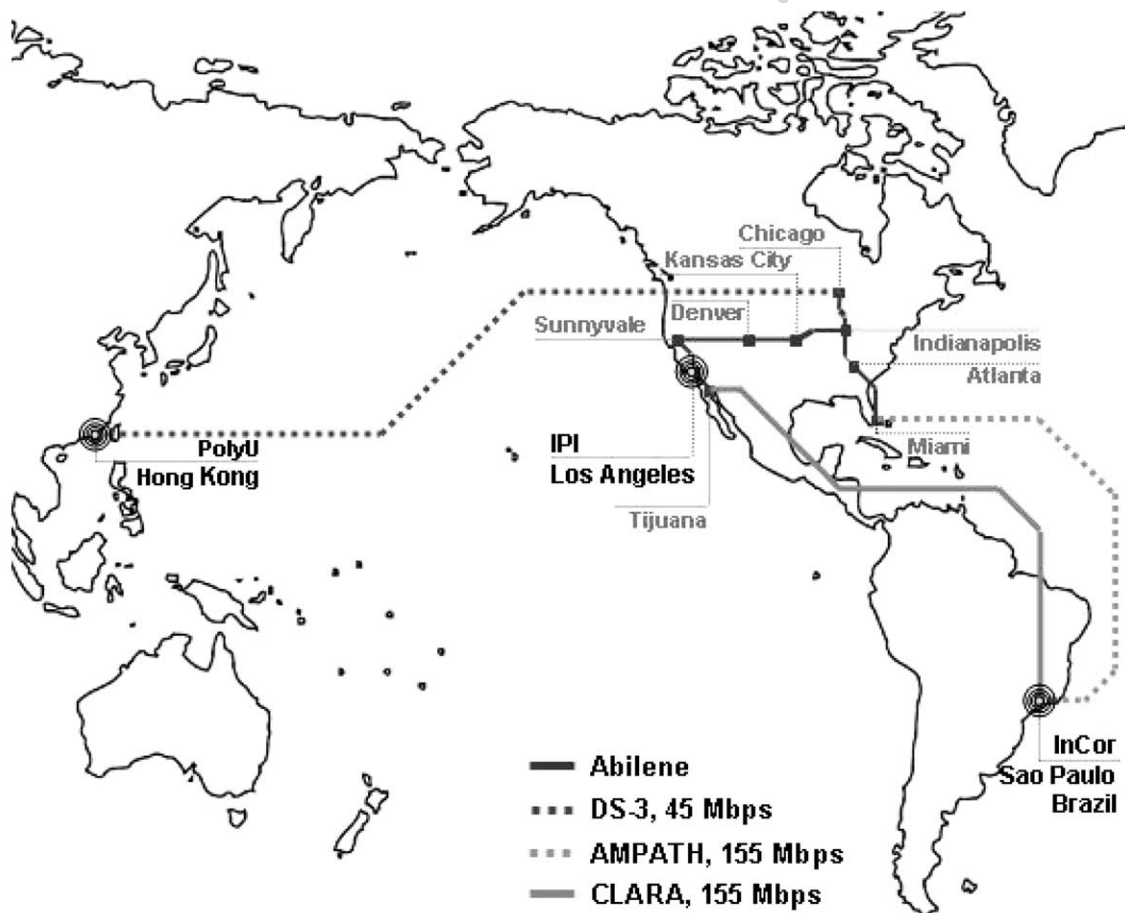 Chicago
Kansas City
Denver
Sunnyvale
Indianapolis
Atlanta
PolyU
Hong Kong
IPI
Los Angeles
Miami
Tijuana
InCor
Sao Paulo
Brazil
Abilene
DS-3, 45 Mbps
AMPATH, 155 Mbps
CLARA, 155 Mbps